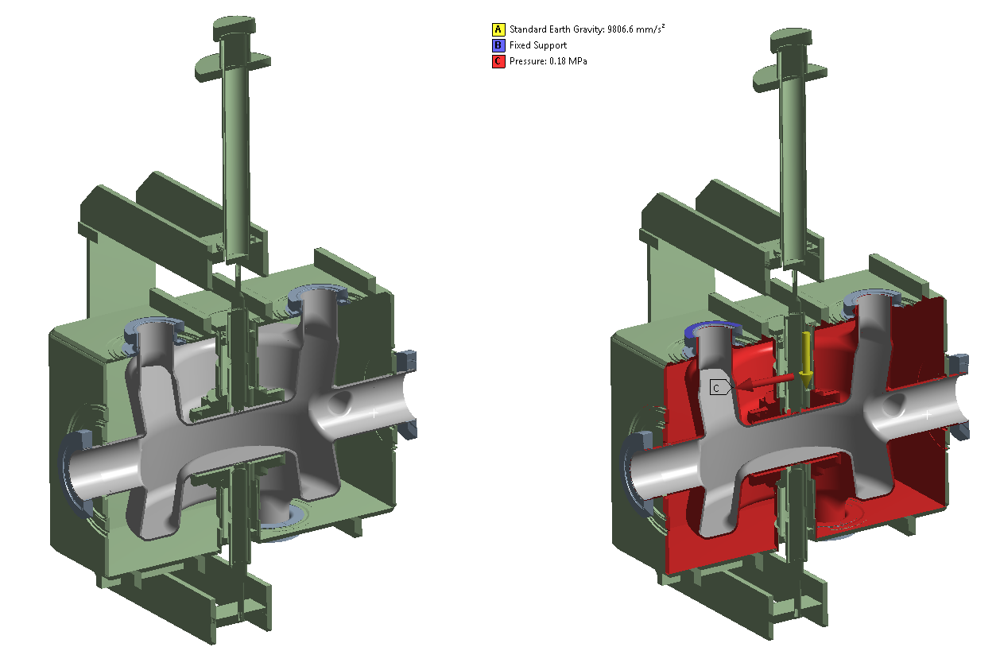 A Standard Earth Gravity: 9806.6 mm/s²
B Fixed Support
C Pressure: 0.18 MPa
C